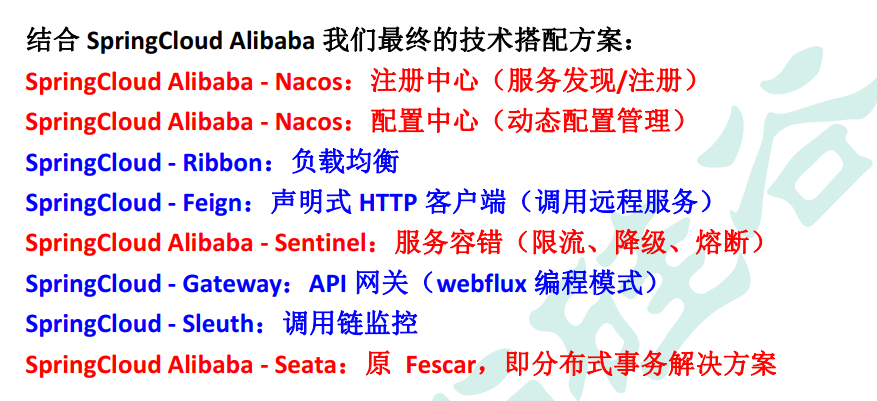 结合 SpringCloud Alibaba 我们最终的技术搭配方案：
SpringCloud Alibaba - Nacos：注册中心（服务发现/注册）
SpringCloud Alibaba - Nacos：配置中心（动态配置管理）
SpringCloud - Ribbon：负载均衡
SpringCloud - Feign：声明式 HTTP 客户端（调用远程服务）
SpringCloud Alibaba - Sentinel：服务容错（限流、降级、熔断）
SpringCloud - Gateway：API 网关（webflux 编程模式）
SpringCloud - Sleuth：调用链监控
SpringCloud Alibaba - Seata：原 Fescar，即分布式事务解决方案
硅谷